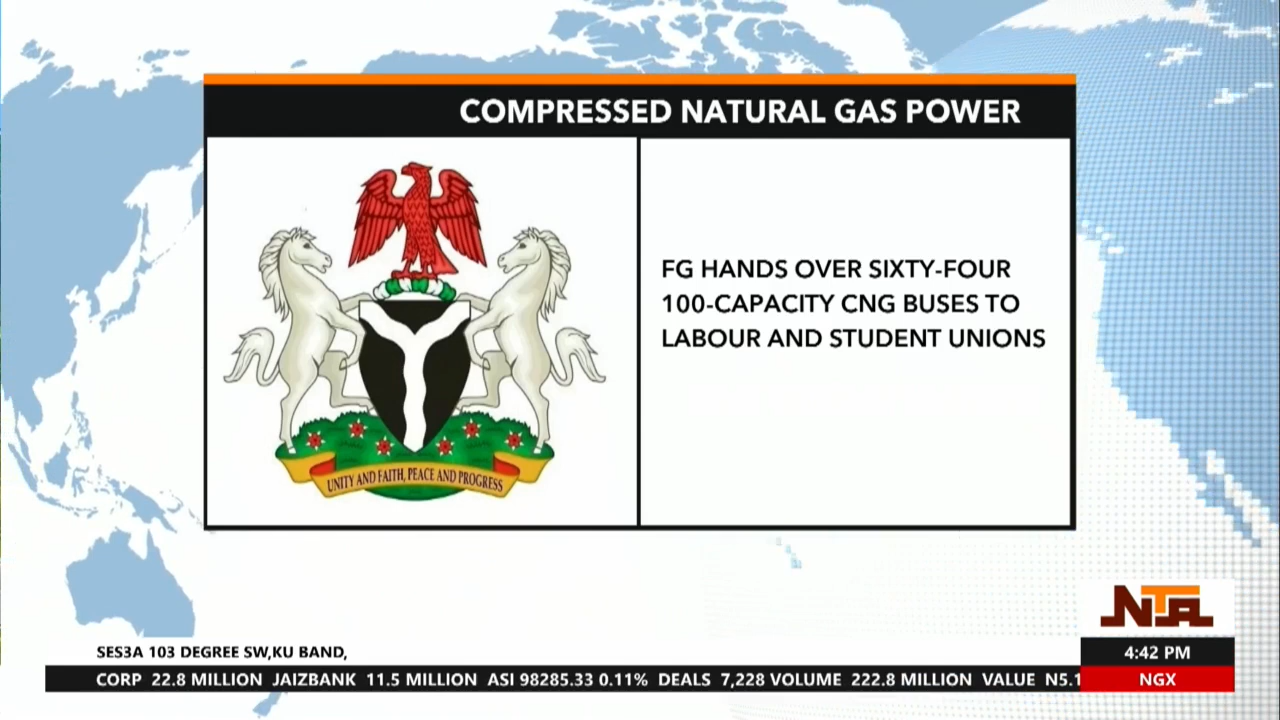 COMPRESSED NATURAL GAS POWER
FG HANDS OVER SIXTY-FOUR
100-CAPACITY CNG BUSES TO
LABOUR AND STUDENT UNIONS
UNITY AND FAITH, PEACE AND PROGRESS
NTA
SES3A 103 DEGREE SW,KU BAND,
4:42 PM
CORP 22.8 MILLION JAIZBANK 11.5 MILLION ASI 98285.33 0.11% DEALS 7,228 VOLUME 222.8 MILLION VALUE N5.1
NGX